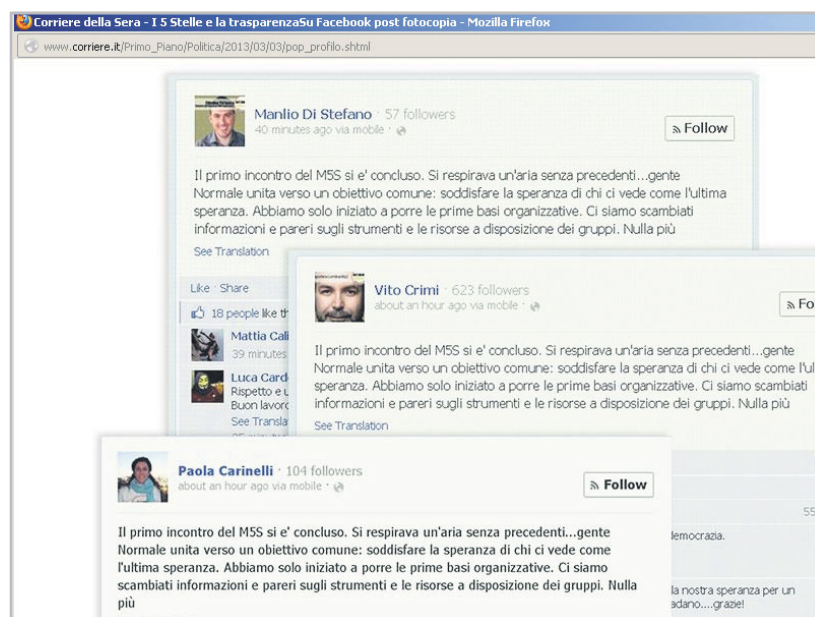 Corriere della Sera - I 5 Stelle e la trasparenzaSu Facebook post fotocopia - Mozilla Firefox
www.corriere.it/Primo_Piano/Politica/2013/03/03/pop_profilo.shtml
Manlio Di Stefano · 57 followers
40 minutes ago via mobile ·
Follow
Il primo incontro del M5S si e' concluso. Si respirava un'aria senza precedenti...gente
Normale unita verso un obiettivo comune: soddisfare la speranza di chi ci vede come l'ultima
speranza. Abbiamo solo iniziato a porre le prime basi organizzative. Ci siamo scambiati
informazioni e pareri sugli strumenti e le risorse a disposizione dei gruppi. Nulla più
See Translation
Like · Share
18 people like th
Mattia Cali
39 minutes
Luca Card
Rispetto e u
Buon lavoro
See Transla
Vito Crimi · 623 followers
about an hour ago via mobile ·
Fo
Il primo incontro del M5S si e' concluso. Si respirava un'aria senza precedenti...gente
Normale unita verso un obiettivo comune: soddisfare la speranza di chi ci vede come l'ul
speranza. Abbiamo solo iniziato a porre le prime basi organizzative. Ci siamo scambiati
informazioni e pareri sugli strumenti e le risorse a disposizione dei gruppi. Nulla più
See Translation
55
democrazia.
la nostra speranza per un
adano....grazie!
Paola Carinelli · 104 followers
about an hour ago via mobile ·
Follow
Il primo incontro del M5S si e' concluso. Si respirava un'aria senza precedenti...gente
Normale unita verso un obiettivo comune: soddisfare la speranza di chi ci vede come
l'ultima speranza. Abbiamo solo iniziato a porre le prime basi organizzative. Ci siamo
scambiati informazioni e pareri sugli strumenti e le risorse a disposizione dei gruppi. Nulla
più